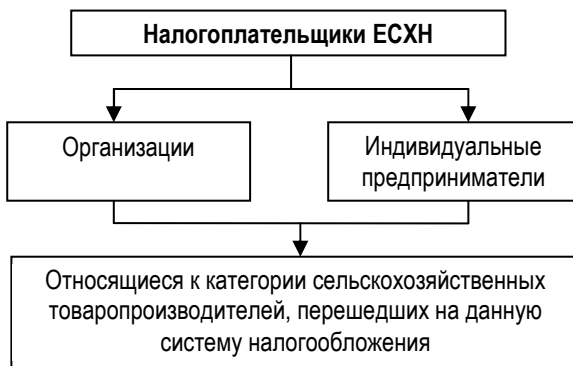 Налогоплательщики ЕСХН
Организации
Индивидуальные
предприниматели
Относящиеся к категории сельскохозяйственных
товаропроизводителей, перешедших на данную
систему налогообложения